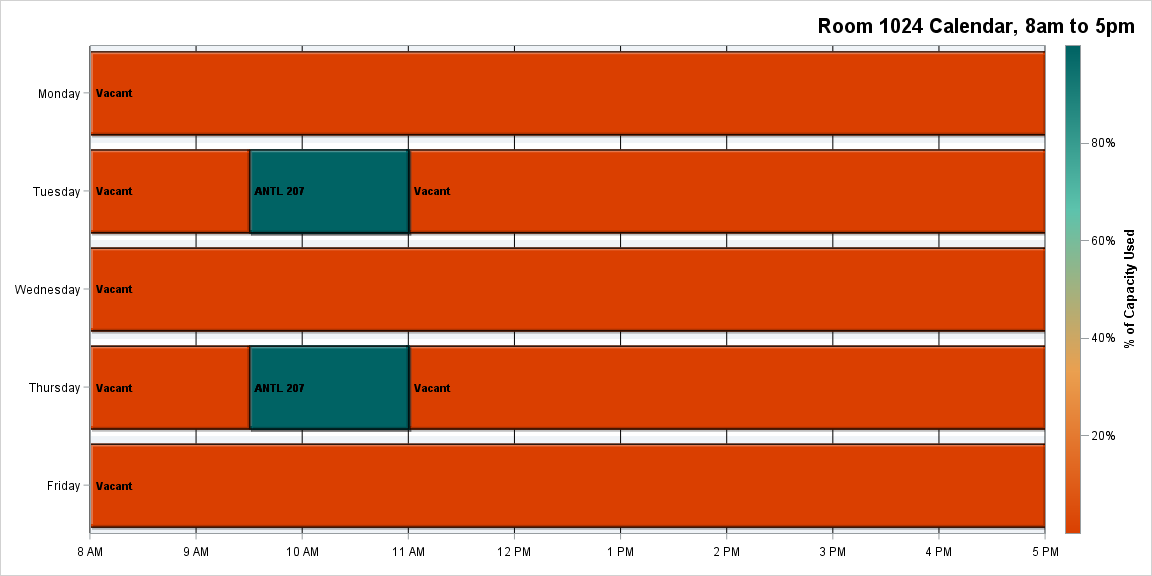 Room 1024 Calendar, 8am to 5pm
Monday
Vacant
Tuesday
Vacant
ANTL 207
Vacant
Wednesday
Vacant
Thursday
Vacant
ANTL 207
Vacant
Friday
Vacant
8 AM
9 AM
10 AM
11 AM
12 PM
1 PM
2 PM
3 PM
4 PM
5 PM
80%
60%
40%
20%
% of Capacity Used